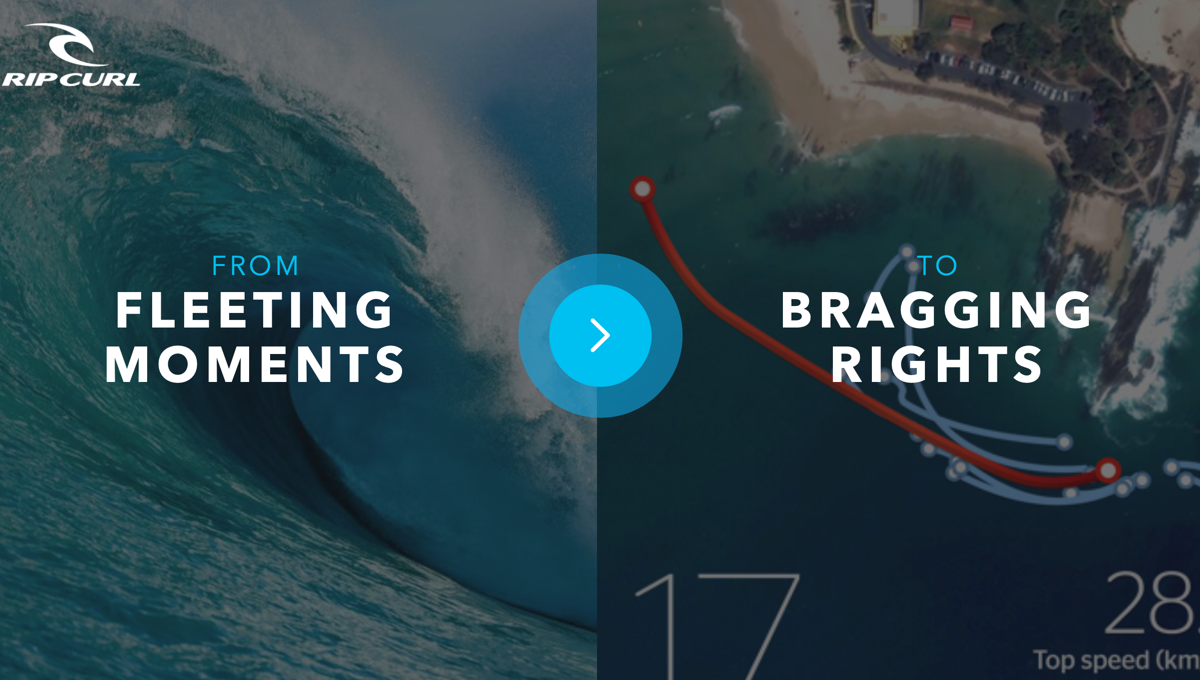 RIP CURL
FROM
FLEETING
MOMENTS
TO
BRAGGING
RIGHTS
17
28.
Top speed (km